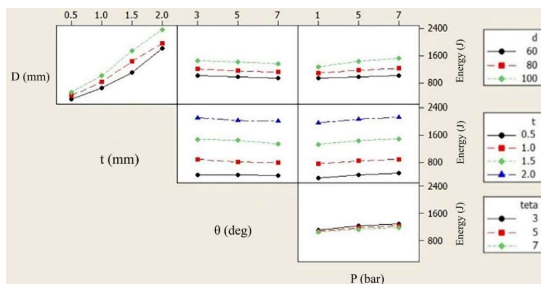 0.5 1.0 1.5 2.0 3 5 7 1 5 7
D (mm)
2400
1600
800
Energy (J)
d
60
80
100
t (mm)
2400
1600
800
Energy (J)
t
0.5
1.0
1.5
2.0
θ (deg)
2400
1600
800
Energy (J)
teta
3
5
7
P (bar)